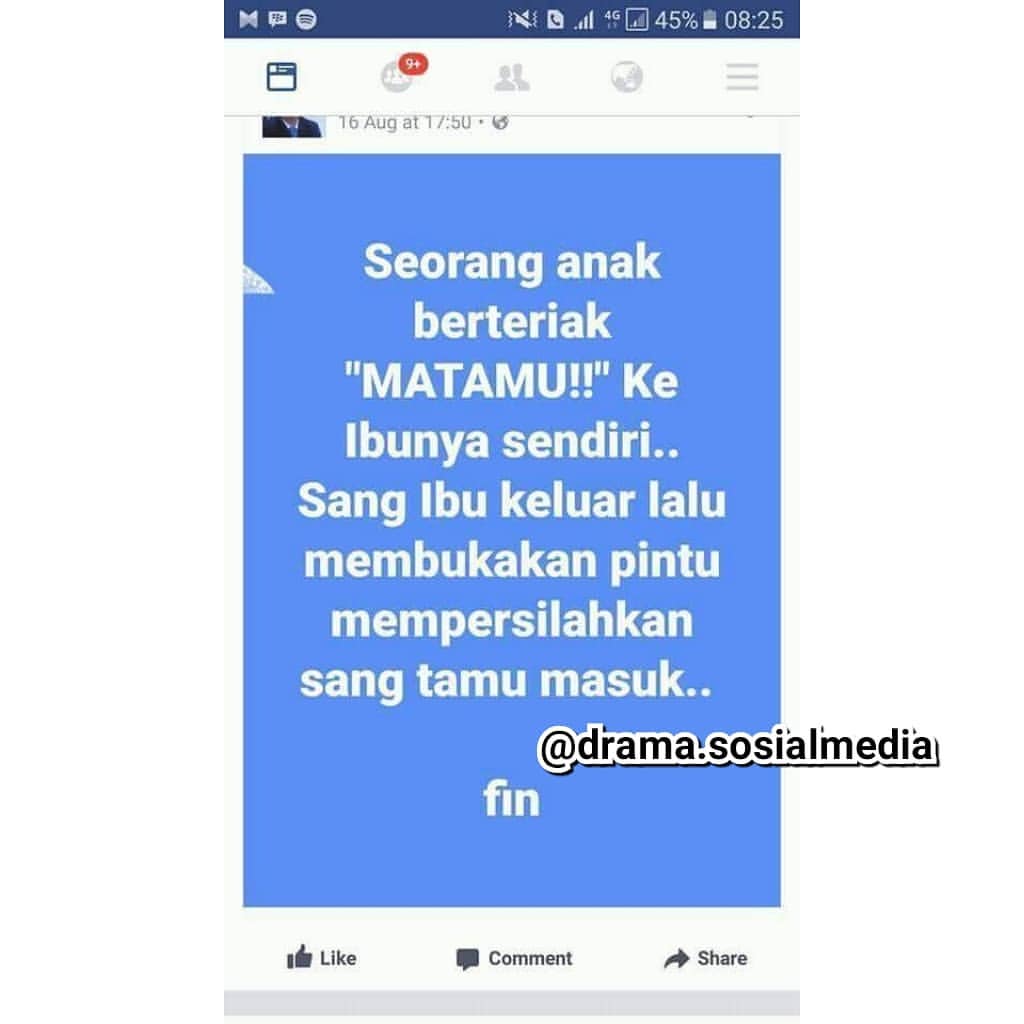 4G 45% 08:25
9+
16 Aug at 17:50
Seorang anak
berteriak
"MATAMU!!" Ke
Ibunya sendiri..
Sang Ibu keluar lalu
membukakan pintu
mempersilahkan
sang tamu masuk..
@drama.sosialmedia
fin
Like Comment Share